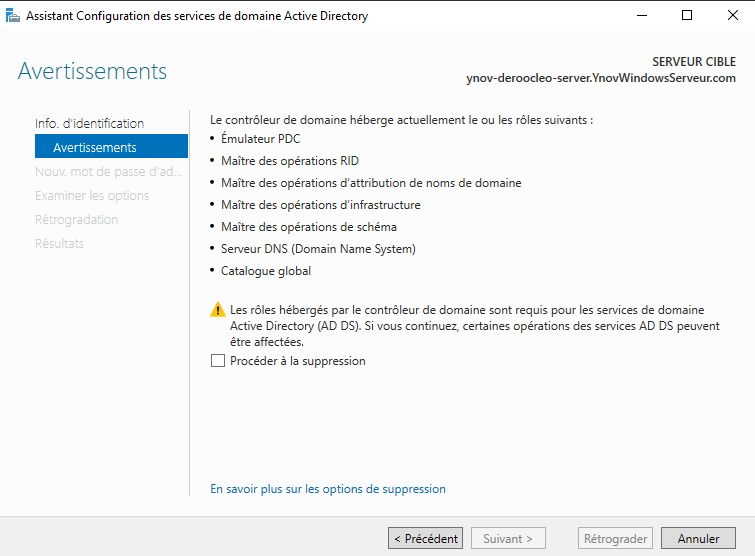 Assistant Configuration des services de domaine Active Directory
Avertissements
SERVEUR CIBLE
ynov-deroocleo-server.YnovWindowsServeur.com
Info. d'identification
Avertissements
Nouv. mot de passe d'ad...
Examiner les options
Rétrogradation
Résultats
Le contrôleur de domaine héberge actuellement le ou les rôles suivants :
• Émulateur PDC
• Maître des opérations RID
• Maître des opérations d'attribution de noms de domaine
• Maître des opérations d'infrastructure
• Maître des opérations de schéma
• Serveur DNS (Domain Name System)
• Catalogue global
Les rôles hébergés par le contrôleur de domaine sont requis pour les services de domaine
Active Directory (AD DS). Si vous continuez, certaines opérations des services AD DS peuvent
être affectées.
Procéder à la suppression
En savoir plus sur les options de suppression
< Précédent
Suivant >
Rétrograder
Annuler